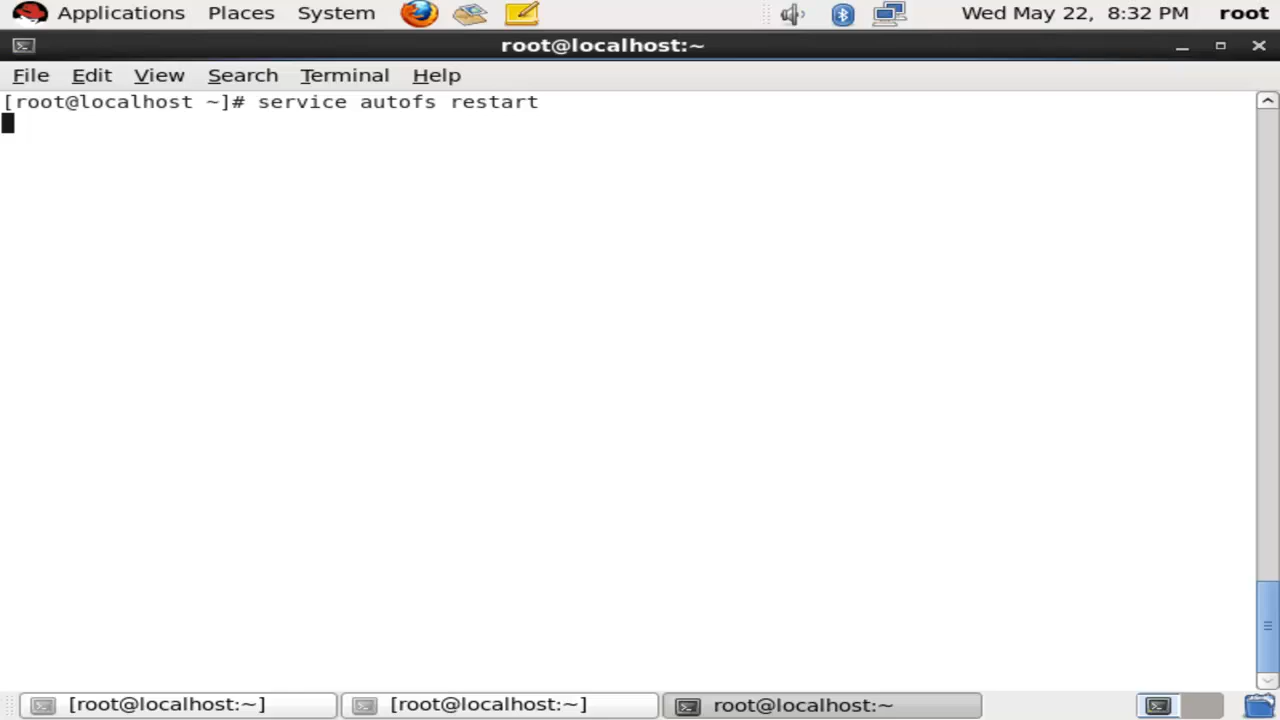 Applications Places System Wed May 22, 8:32 PM root
root@localhost:~
File Edit View Search Terminal Help
[root@localhost ~]# service autofs restart
[root@localhost:~] [root@localhost:~] root@localhost:~